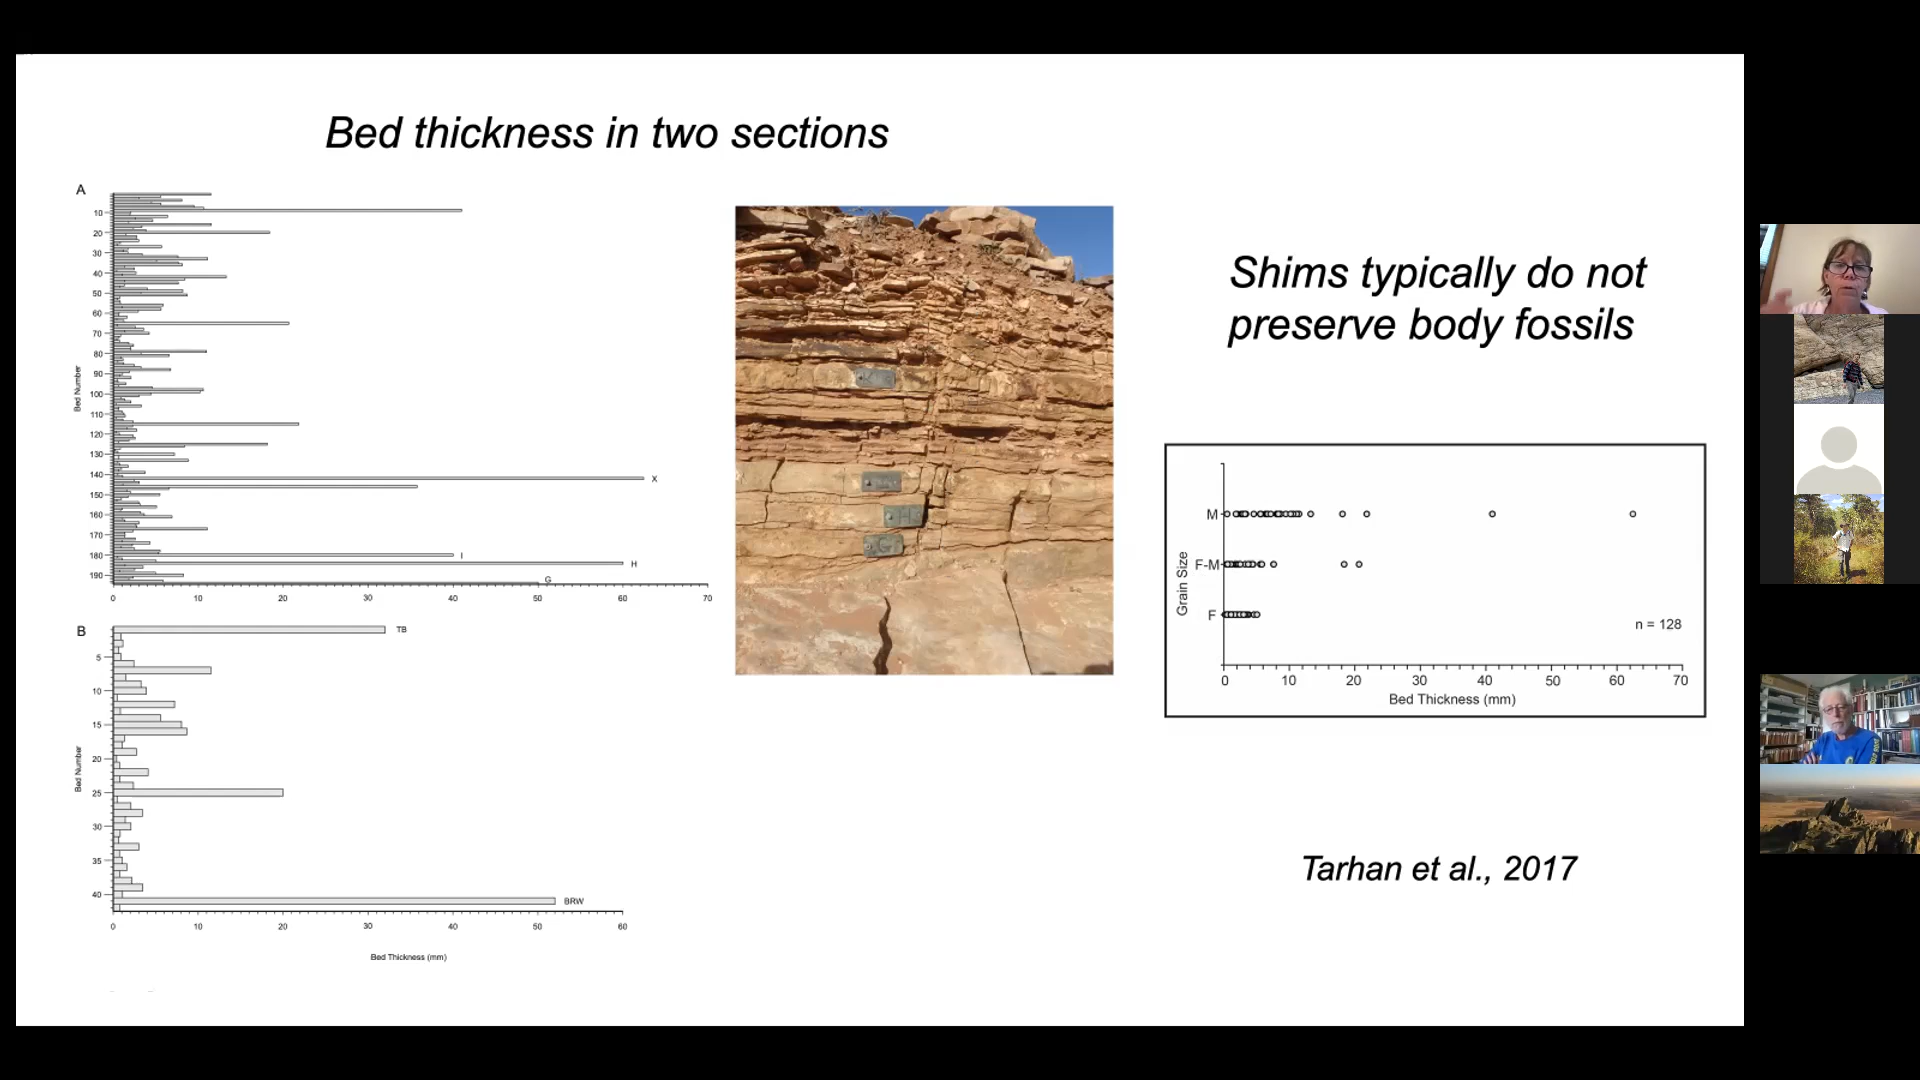 Bed thickness in two sections
A
10
20
30
40
50
60
70
80
90
100
110
120
130
140
150
160
170
180
190
Bed Number
X
I
H
G
0 10 20 30 40 50 60 70
B
TB
5
10
15
20
25
30
35
40
Bed Number
BRW
0 10 20 30 40 50 60
Bed Thickness (mm)
H
G
Shims typically do not
preserve body fossils
M
F-M
F
Grain Size
n = 128
0 10 20 30 40 50 60 70
Bed Thickness (mm)
Tarhan et al., 2017